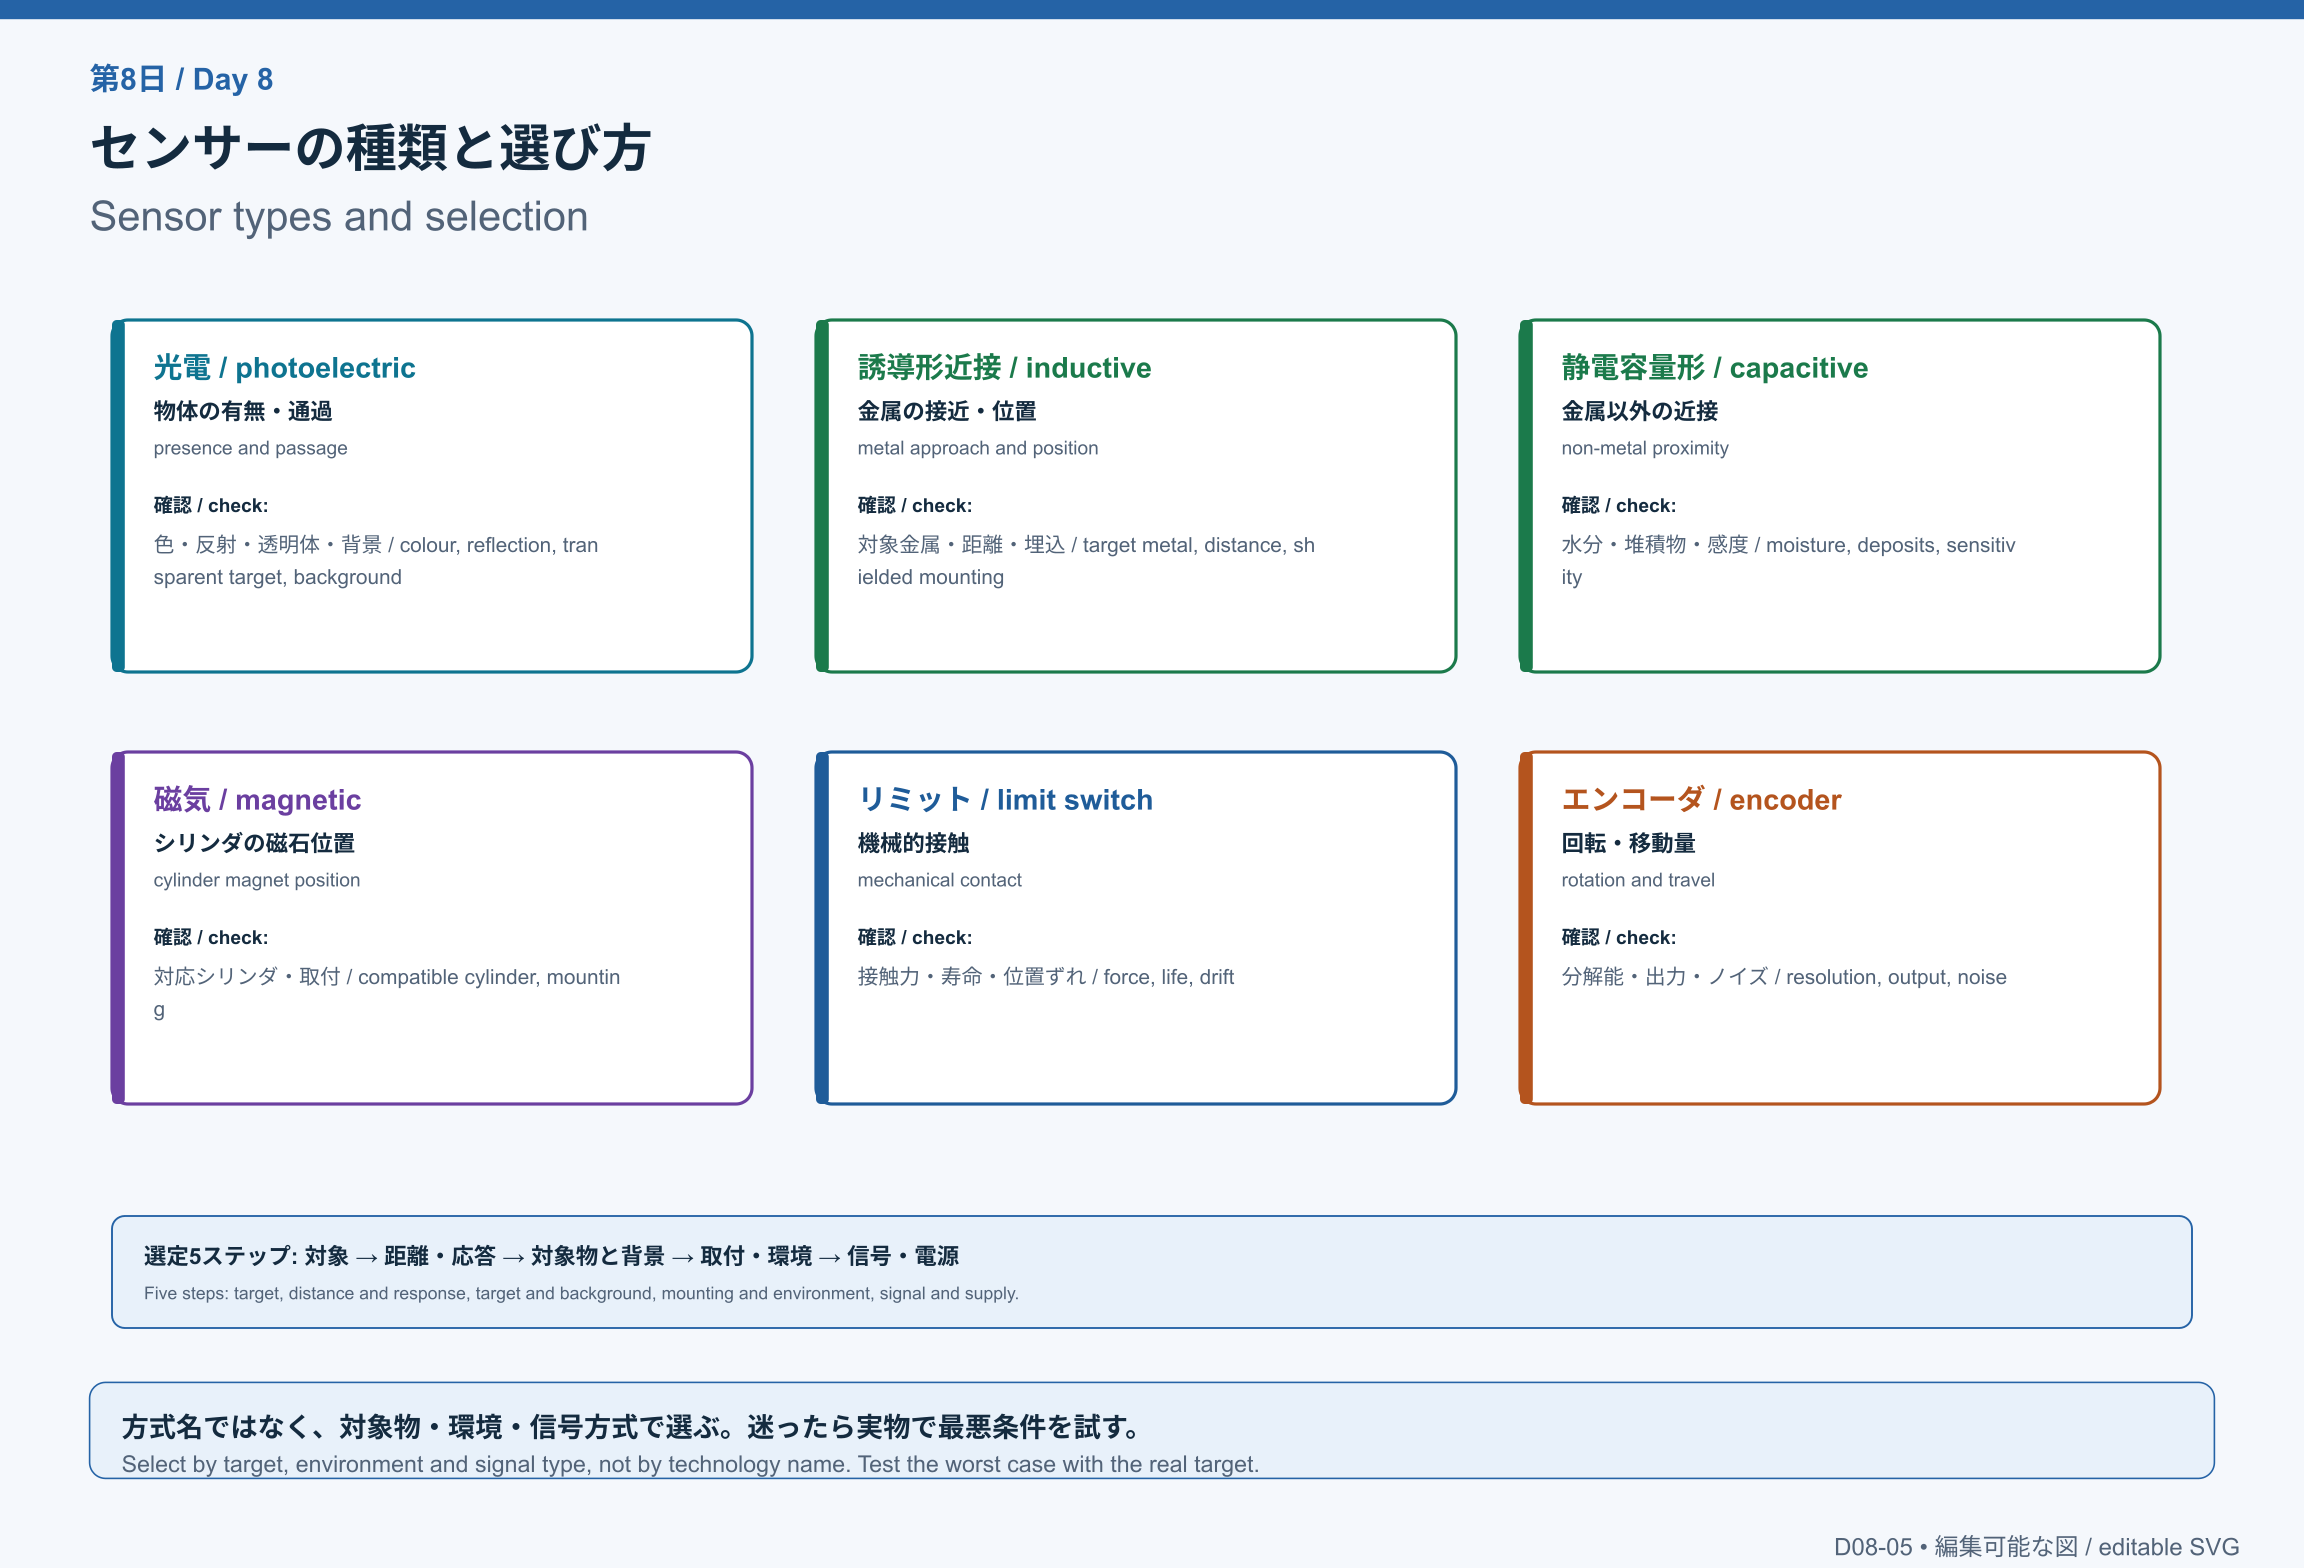 第8日 / Day 8
センサーの種類と選び方
Sensor types and selection
光電 / photoelectric
物体の有無・通過
presence and passage
確認 / check:
色・反射・透明体・背景 / colour, reflection, tran
sparent target, background
誘導形近接 / inductive
金属の接近・位置
metal approach and position
確認 / check:
対象金属・距離・埋込 / target metal, distance, sh
ielded mounting
静電容量形 / capacitive
金属以外の近接
non-metal proximity
確認 / check:
水分・堆積物・感度 / moisture, deposits, sensitiv
ity
磁気 / magnetic
シリンダの磁石位置
cylinder magnet position
確認 / check:
対応シリンダ・取付 / compatible cylinder, mountin
g
リミット / limit switch
機械的接触
mechanical contact
確認 / check:
接触力・寿命・位置ずれ / force, life, drift
エンコーダ / encoder
回転・移動量
rotation and travel
確認 / check:
分解能・出力・ノイズ / resolution, output, noise
選定5ステップ: 対象 → 距離・応答 → 対象物と背景 → 取付・環境 → 信号・電源
Five steps: target, distance and response, target and background, mounting and environment, signal and supply.
方式名ではなく、対象物・環境・信号方式で選ぶ。迷ったら実物で最悪条件を試す。
Select by target, environment and signal type, not by technology name. Test the worst case with the real target.
D08-05 • 編集可能な図 / editable SVG